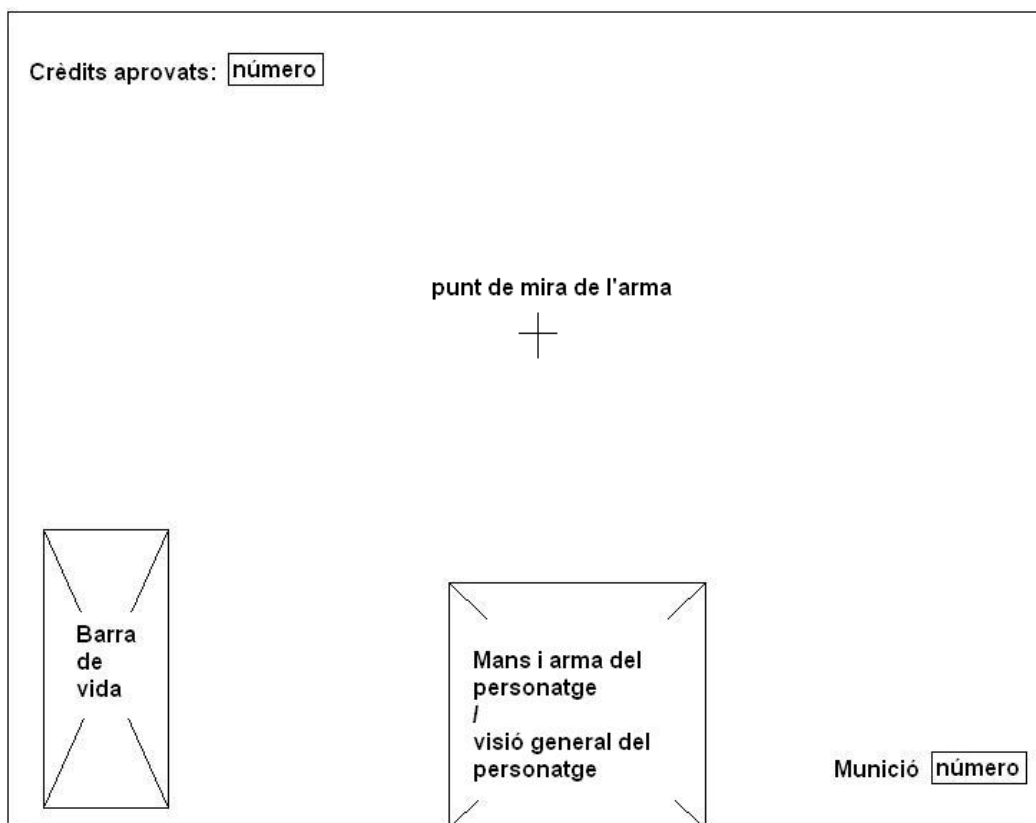 Crèdits aprovats: número
punt de mira de l'arma
Barra
de
vida
Mans i arma del
personatge
/
visió general del
personatge
Munició número